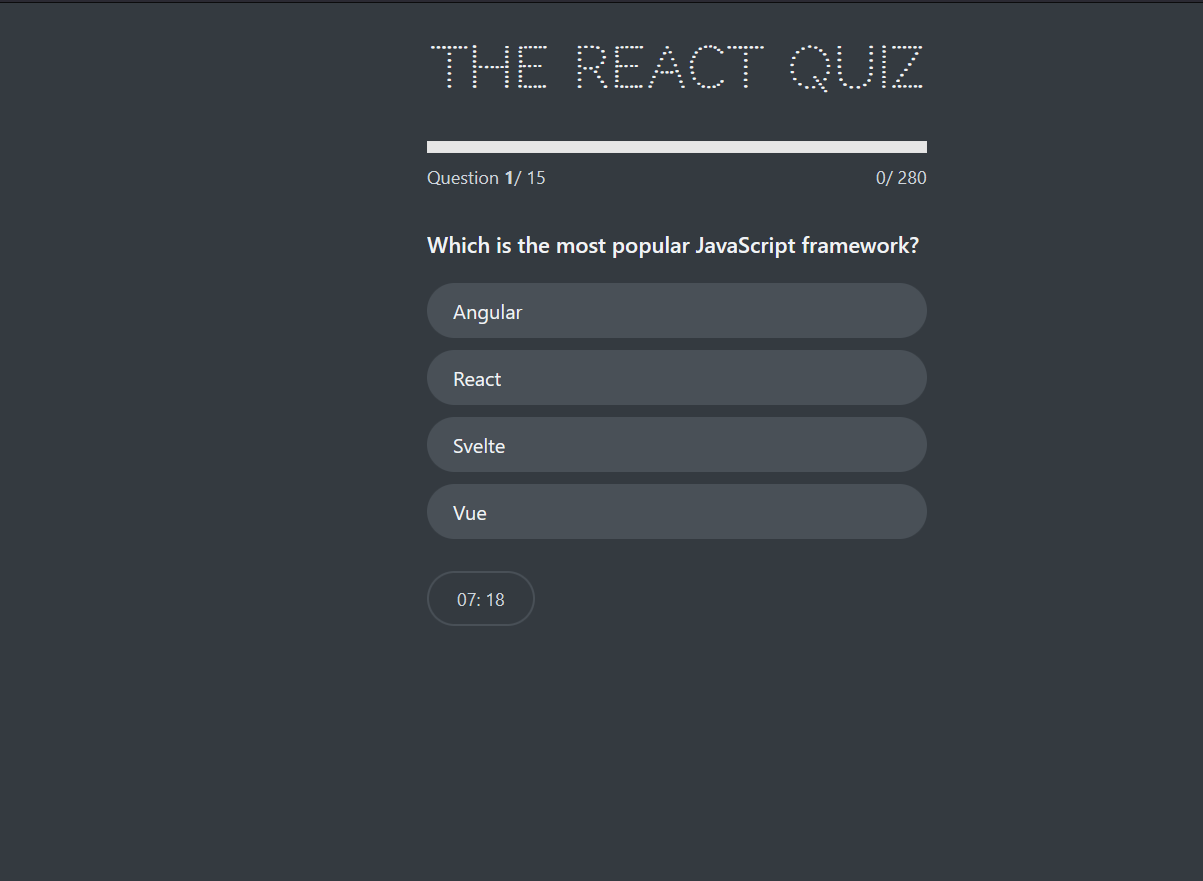 THE REACT QUIZ
Question 1/ 15
0/ 280
Which is the most popular JavaScript framework?
Angular
React
Svelte
Vue
07: 18